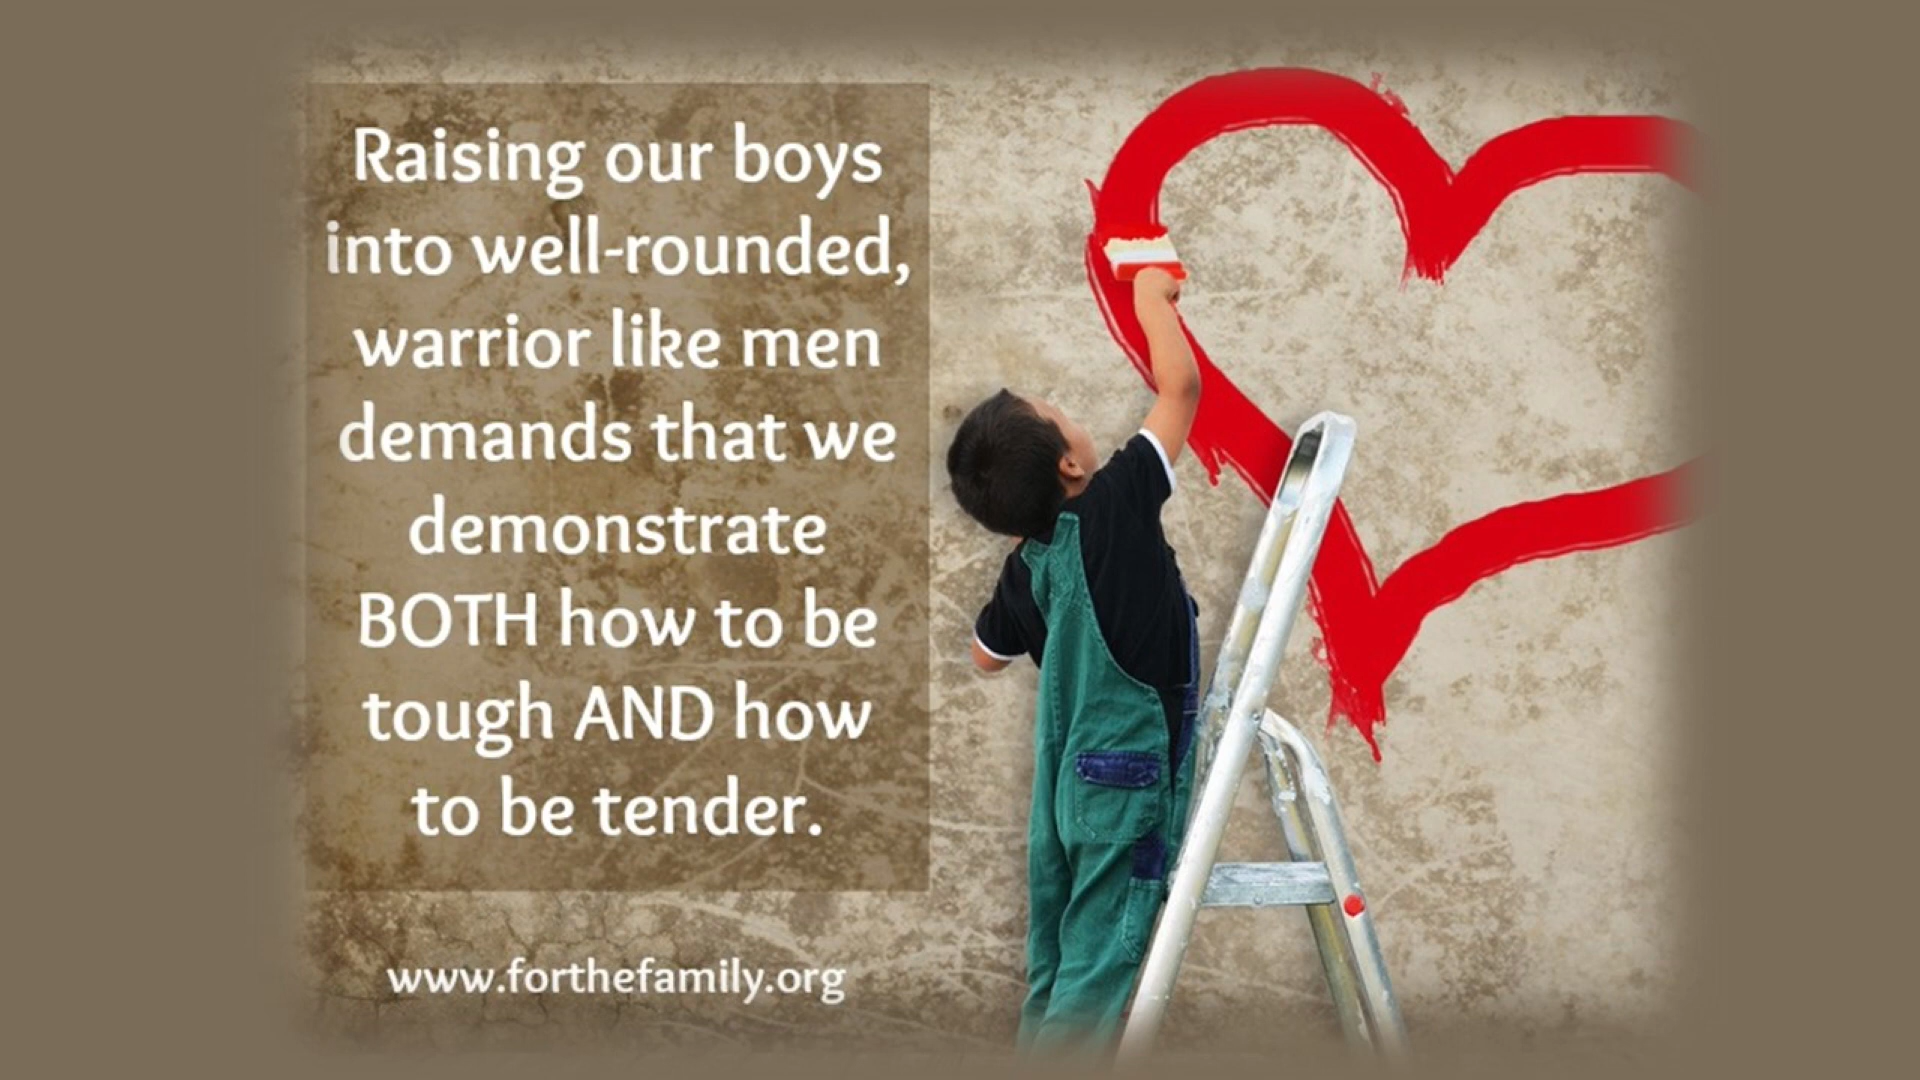 Raising our boys
into well-rounded,
warrior like men
demands that we
demonstrate
BOTH how to be
tough AND how
to be tender.
www.forthefamily.org